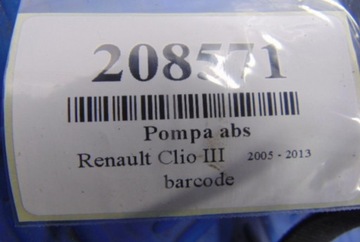 208571
Pompa abs
Renault Clio III 2005 - 2013
barcode